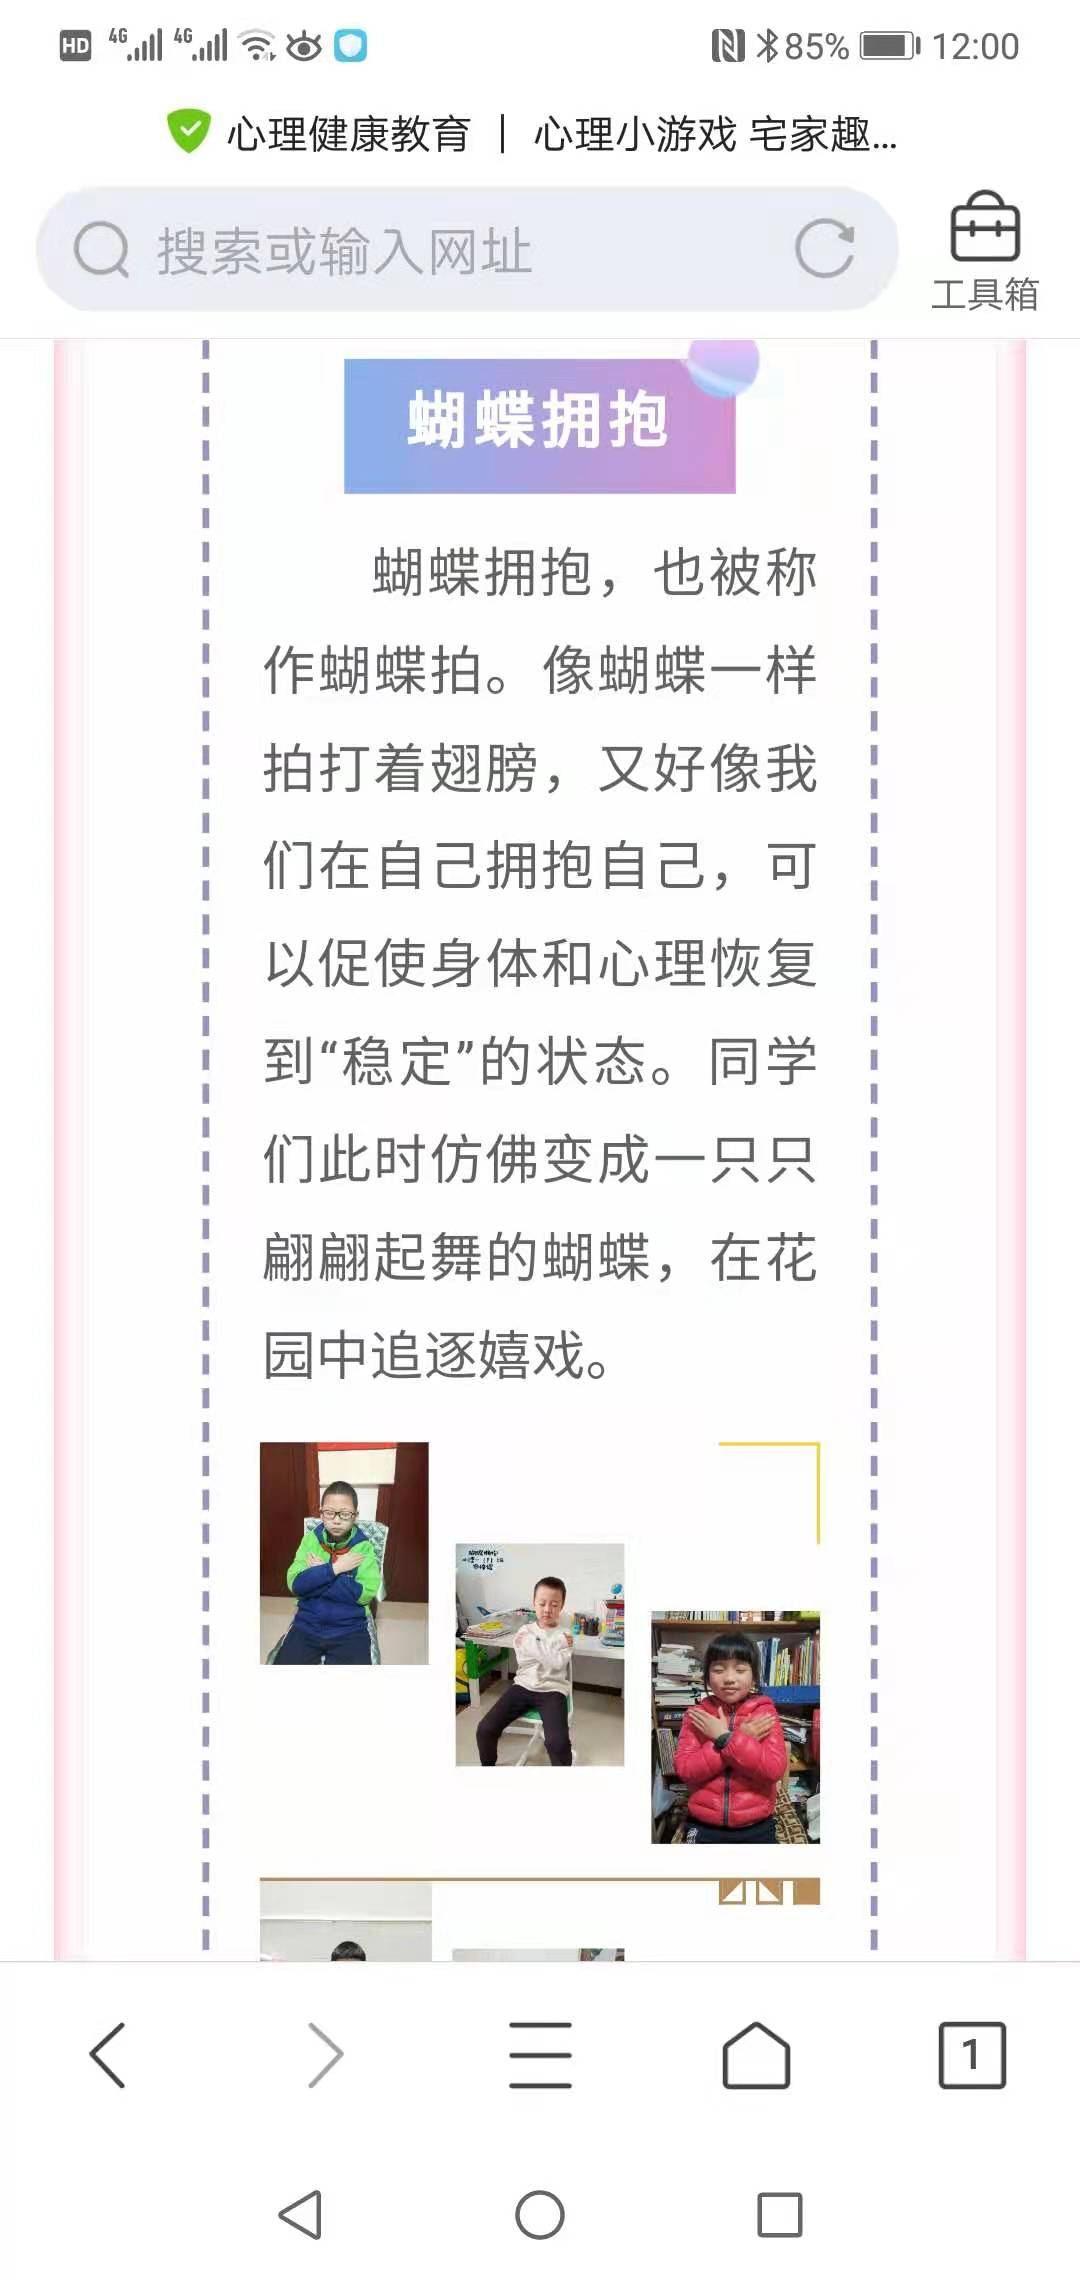 HD 4G 4G 85% 12:00
心理健康教育 | 心理小游戏 宅家趣...
搜索或输入网址
工具箱
蝴蝶拥抱
蝴蝶拥抱，也被称
作蝴蝶拍。像蝴蝶一样
拍打着翅膀，又好像我
们在自己拥抱自己，可
以促使身体和心理恢复
到“稳定”的状态。同学
们此时仿佛变成一只只
翩翩起舞的蝴蝶，在花
园中追逐嬉戏。
1